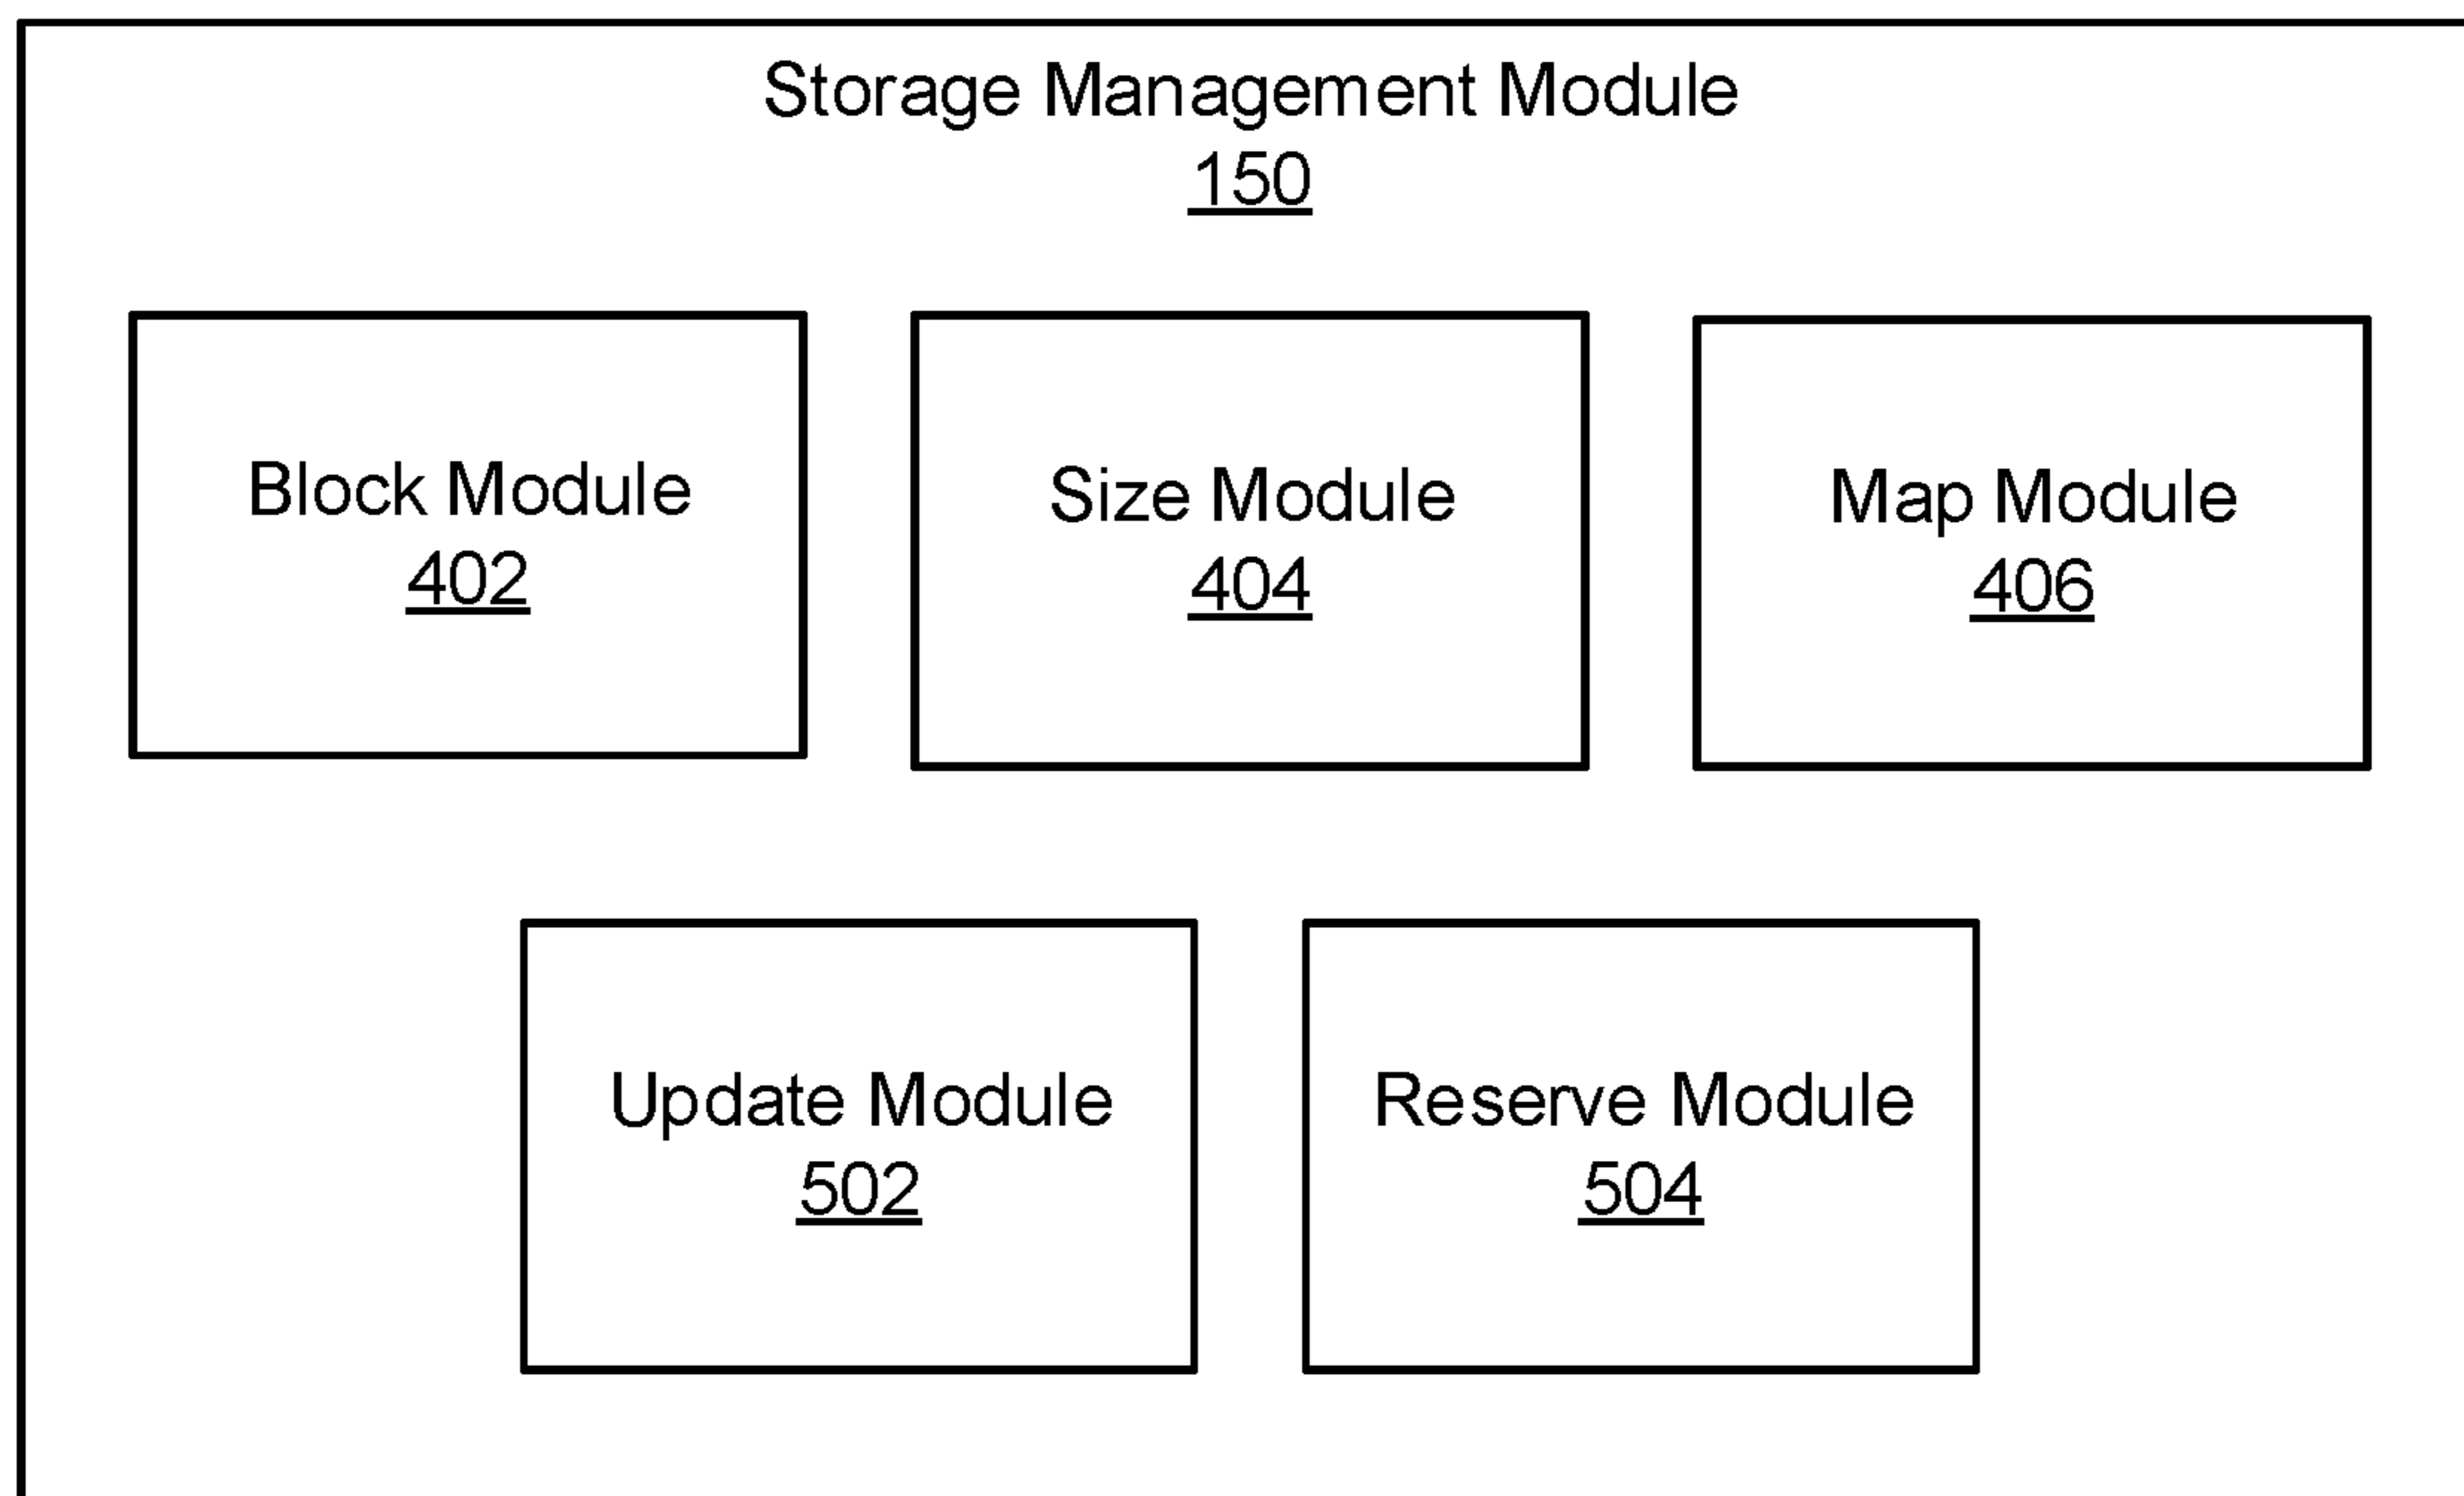 Storage Management Module
150
Block Module
402
Size Module
404
Map Module
406
Update Module
502
Reserve Module
504